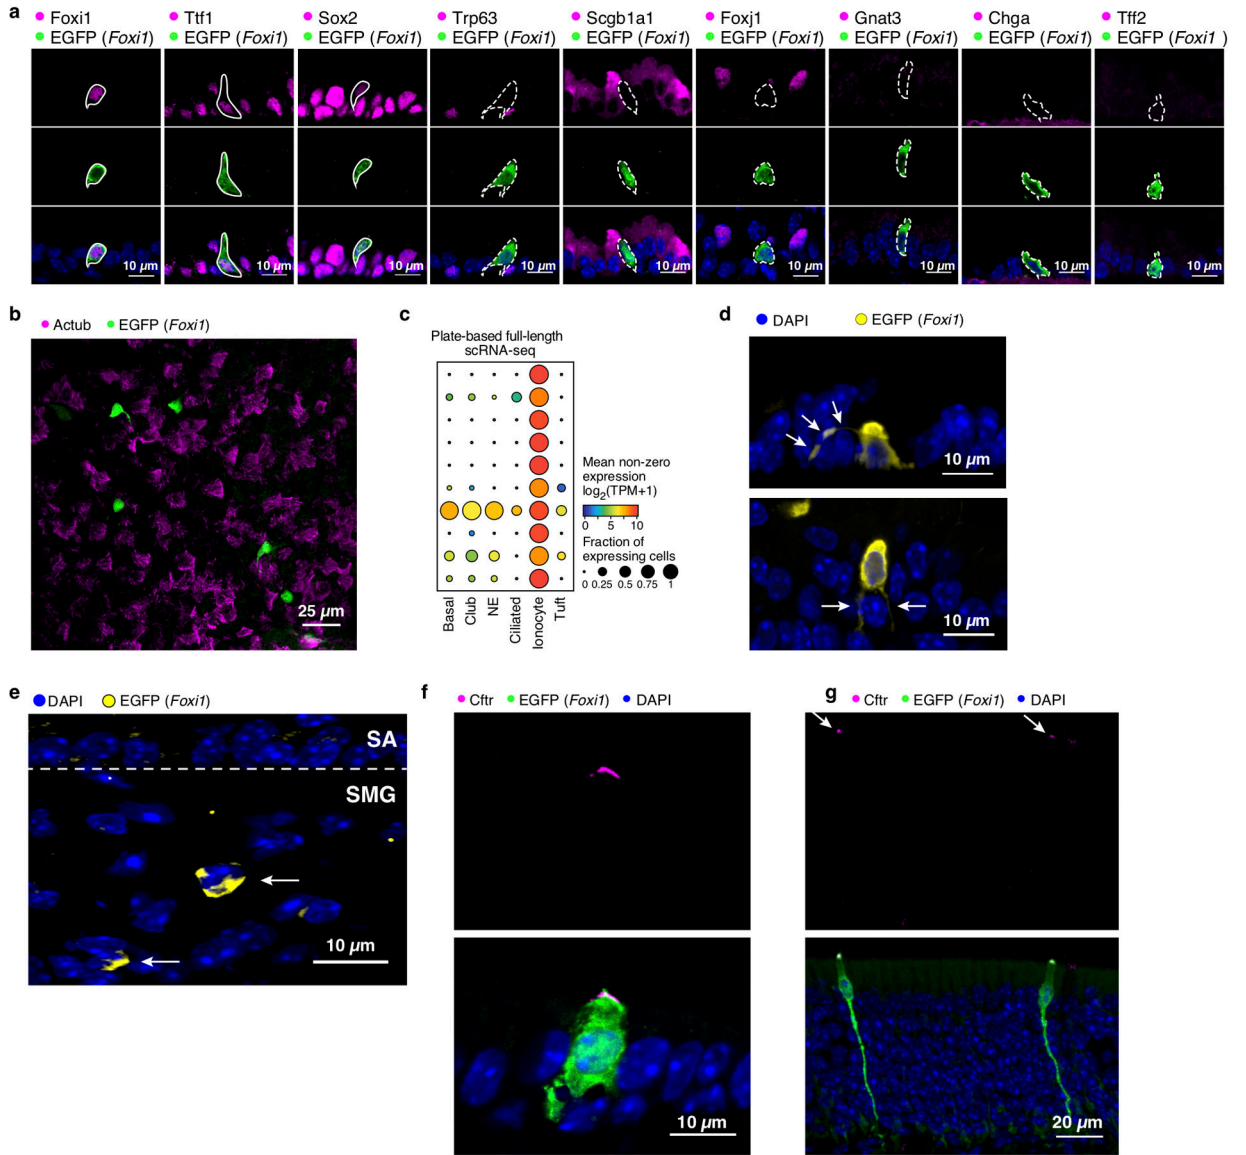 a
Foxi1 Ttf1 Sox2 Trp63 Scgb1a1 Foxj1 Gnat3 Chga Tff2
EGFP (Foxi1) EGFP (Foxi1) EGFP (Foxi1) EGFP (Foxi1) EGFP (Foxi1) EGFP (Foxi1) EGFP (Foxi1) EGFP (Foxi1) EGFP (Foxi1 )
10 µm 10 µm 10 µm 10 µm 10 µm 10 µm 10 µm 10 µm 10 µm
b
Actub EGFP (Foxi1)
25 µm
c
Plate-based full-length
scRNA-seq
Mean non-zero
expression
log2(TPM+1)
0 5 10
Fraction of
expressing cells
0 0.25 0.5 0.75 1
Basal
Club
NE
Ciliated
Ionocyte
Tuft
d
DAPI EGFP (Foxi1)
10 µm
10 µm
e
DAPI EGFP (Foxi1)
SA
SMG
10 µm
f
Cftr EGFP (Foxi1) DAPI
10 µm
g
Cftr EGFP (Foxi1) DAPI
20 µm